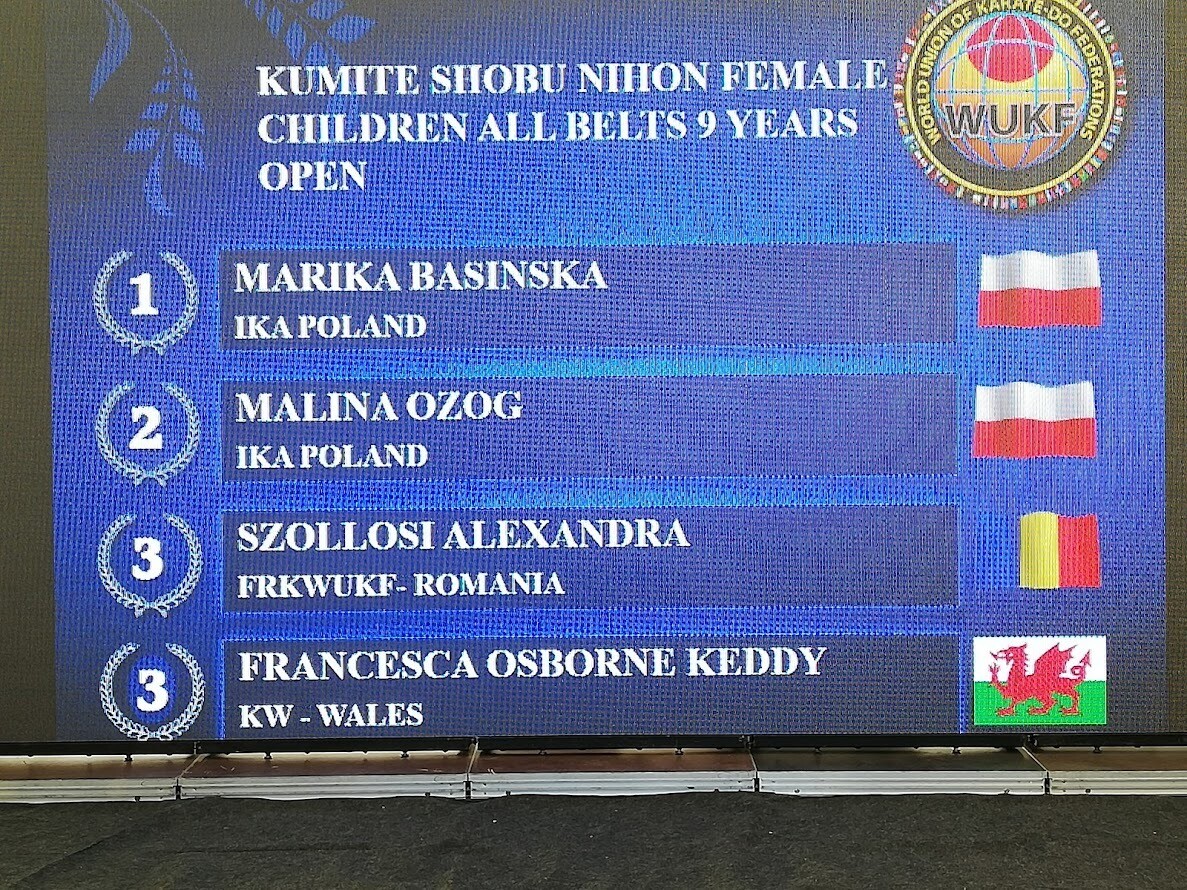 KUMITE SHOBU NIHON FEMALE
CHILDREN ALL BELTS 9 YEARS
OPEN
WORLD UNION OF KARATE-DO FEDERATIONS
WUKF
1
MARIKA BASINSKA
IKA POLAND
2
MALINA OZOG
IKA POLAND
3
SZOLLOSI ALEXANDRA
FRKWUKF- ROMANIA
3
FRANCESCA OSBORNE KEDDY
KW - WALES